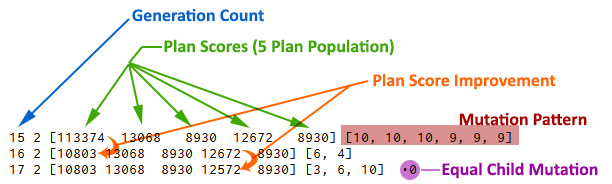 Generation Count
Plan Scores (5 Plan Population)
Plan Score Improvement
Mutation Pattern
15 2 [113374 13068 8930 12672 8930] [10, 10, 10, 9, 9, 9]
16 2 [10803 13068 8930 12672 8930] [6, 4]
17 2 [10803 13068 8930 12572 8930] [3, 6, 10] ·0
Equal Child Mutation